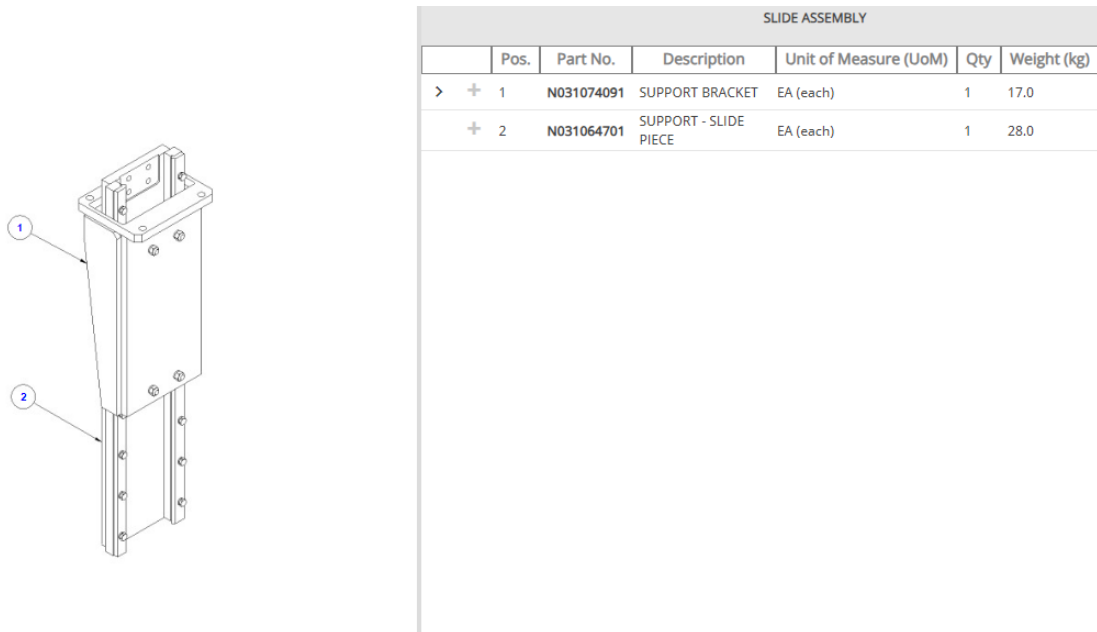 SLIDE ASSEMBLY
Pos. Part No. Description Unit of Measure (UoM) Qty Weight (kg)
1 N031074091 SUPPORT BRACKET EA (each) 1 17.0
2 N031064701 SUPPORT - SLIDE PIECE EA (each) 1 28.0
1
2